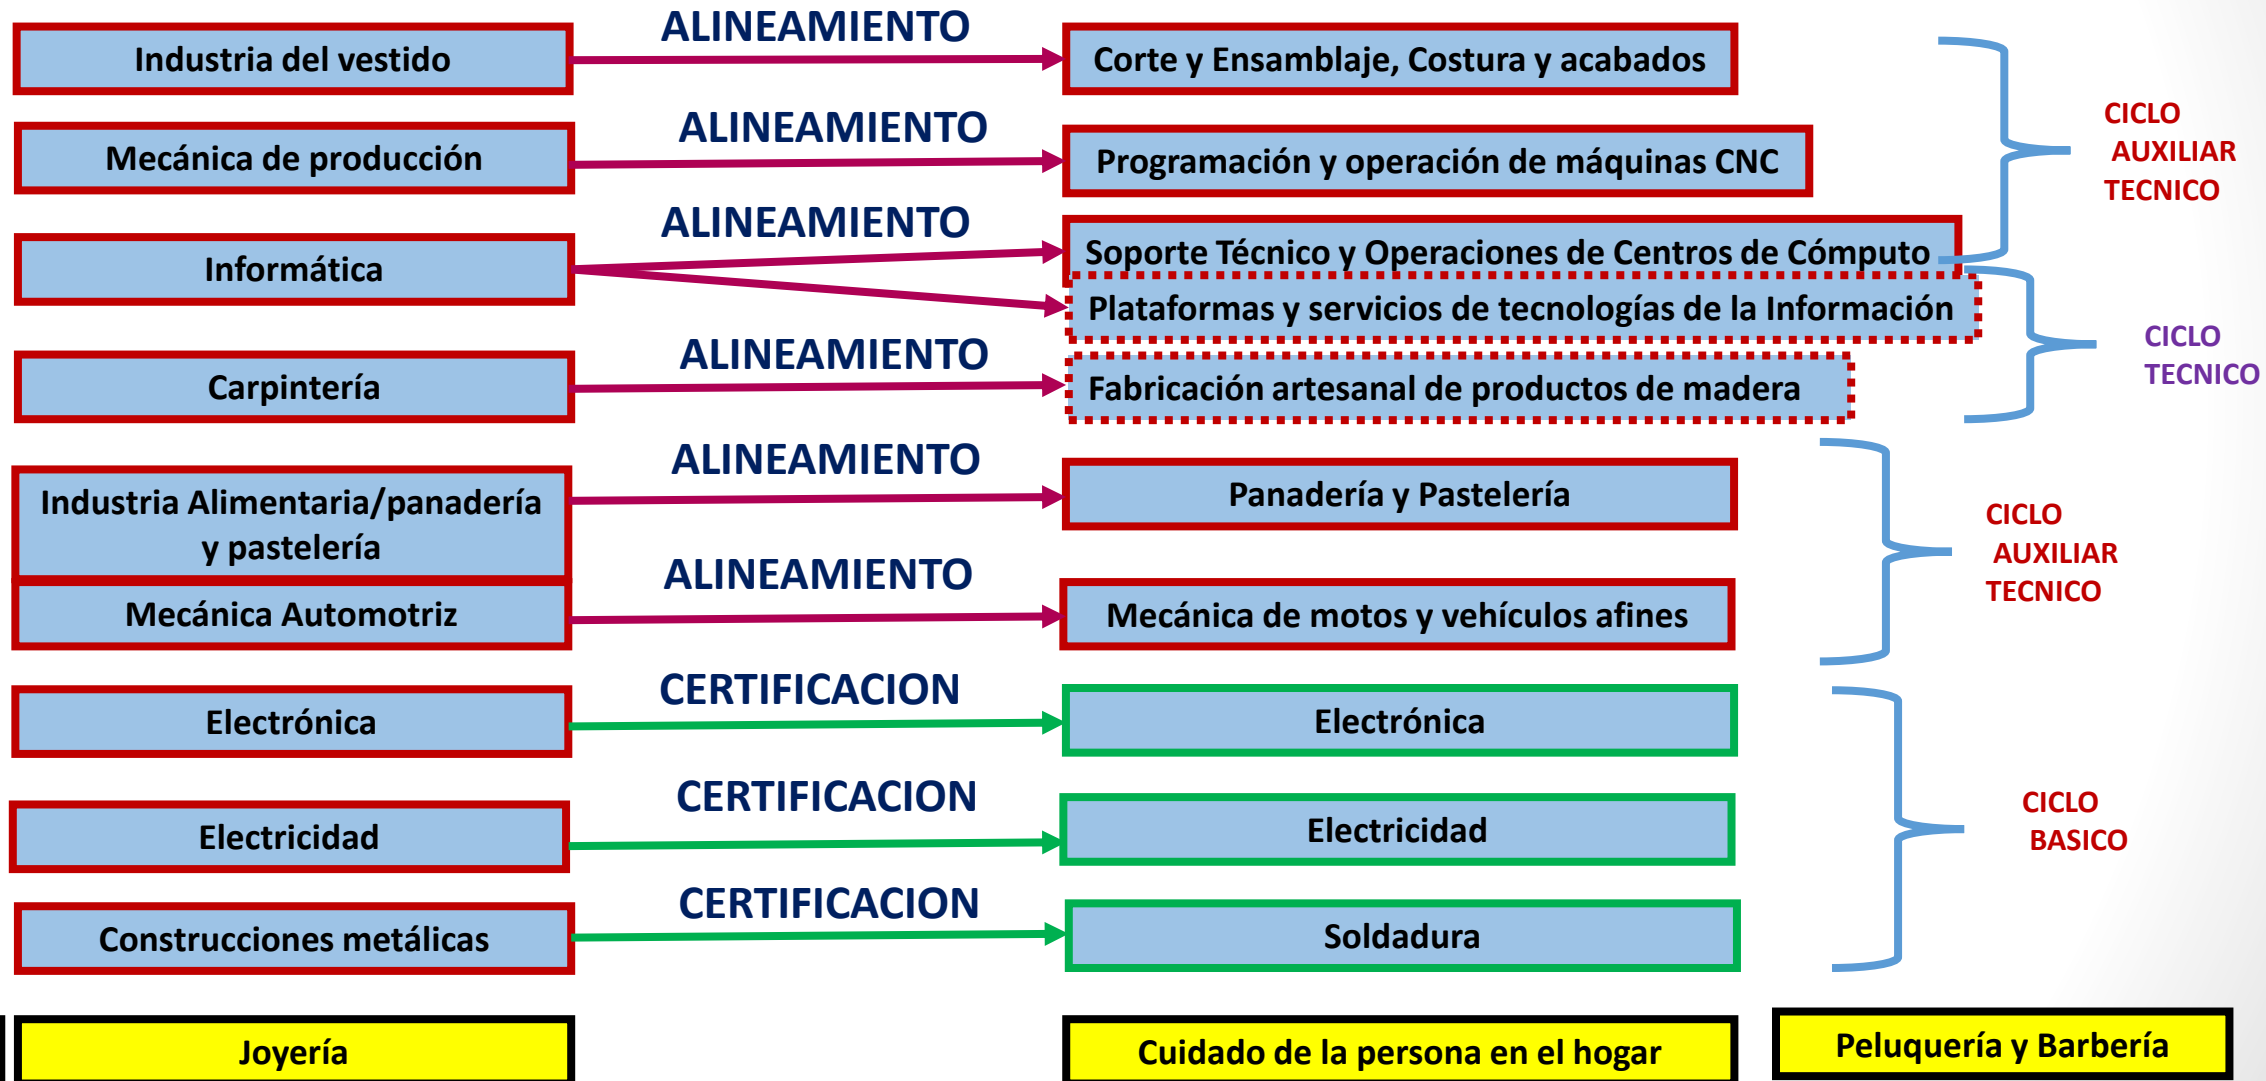 ALINEAMIENTO
Industria del vestido
Corte y Ensamblaje, Costura y acabados
ALINEAMIENTO
Mecánica de producción
Programación y operación de máquinas CNC
CICLO
AUXILIAR
TECNICO
ALINEAMIENTO
Informática
Soporte Técnico y Operaciones de Centros de Cómputo
Plataformas y servicios de tecnologías de la Información
ALINEAMIENTO
Carpintería
Fabricación artesanal de productos de madera
CICLO
TECNICO
ALINEAMIENTO
Industria Alimentaria/panadería
y pastelería
Panadería y Pastelería
CICLO
AUXILIAR
TECNICO
ALINEAMIENTO
Mecánica Automotriz
Mecánica de motos y vehículos afines
CERTIFICACION
Electrónica
Electrónica
CERTIFICACION
Electricidad
Electricidad
CICLO
BASICO
CERTIFICACION
Construcciones metálicas
Soldadura
Joyería
Cuidado de la persona en el hogar
Peluquería y Barbería